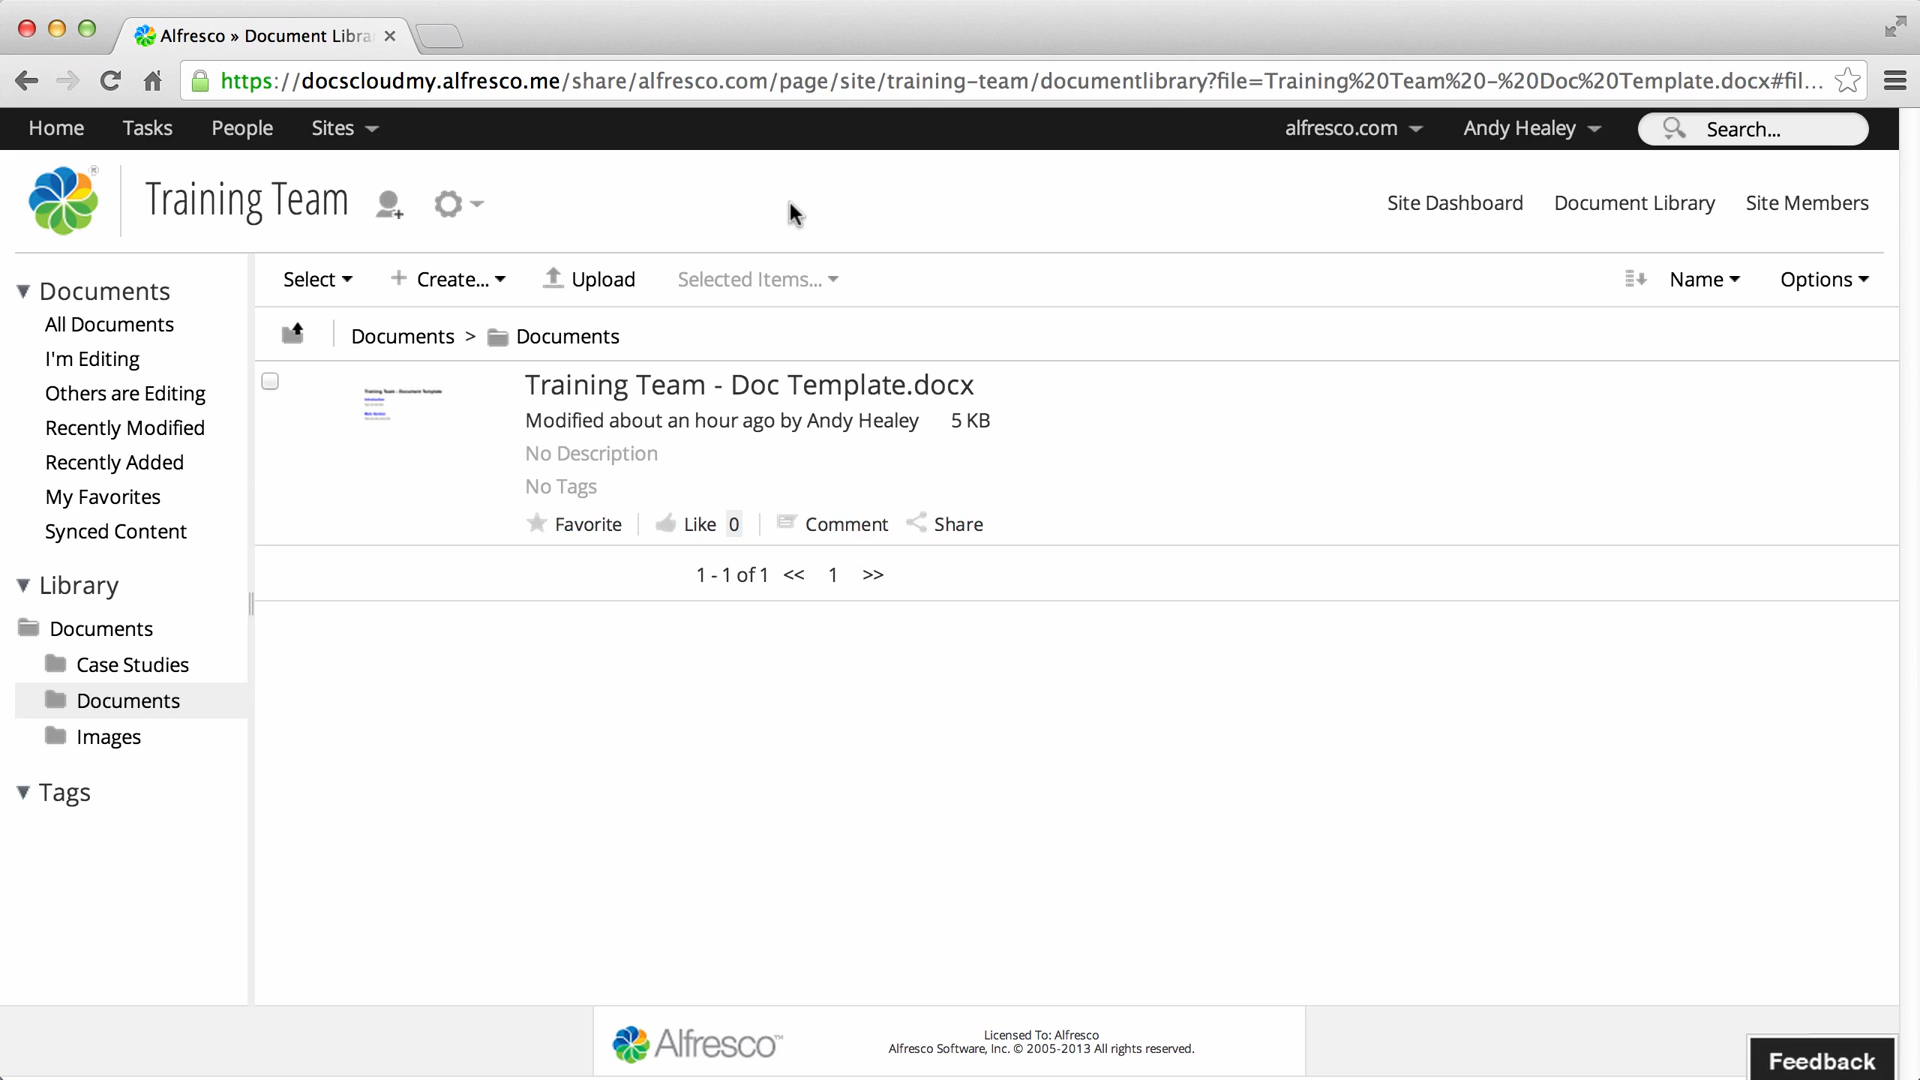 Alfresco » Document Libra
https://docscloudmy.alfresco.me/share/alfresco.com/page/site/training-team/documentlibrary?file=Training%20Team%20-%20Doc%20Template.docx#fil...
Home Tasks People Sites alfresco.com Andy Healey Search...
Training Team Site Dashboard Document Library Site Members
Select Create... Upload Selected Items... Name Options
Documents > Documents
Documents
All Documents
I'm Editing
Others are Editing
Recently Modified
Recently Added
My Favorites
Synced Content
Library
Documents
Case Studies
Documents
Images
Tags
Training Team - Document Template
Training Team - Doc Template.docx
Modified about an hour ago by Andy Healey 5 KB
No Description
No Tags
Favorite Like 0 Comment Share
1 - 1 of 1 << 1 >>
Alfresco™
Licensed To: Alfresco
Alfresco Software, Inc. © 2005-2013 All rights reserved.
Feedback